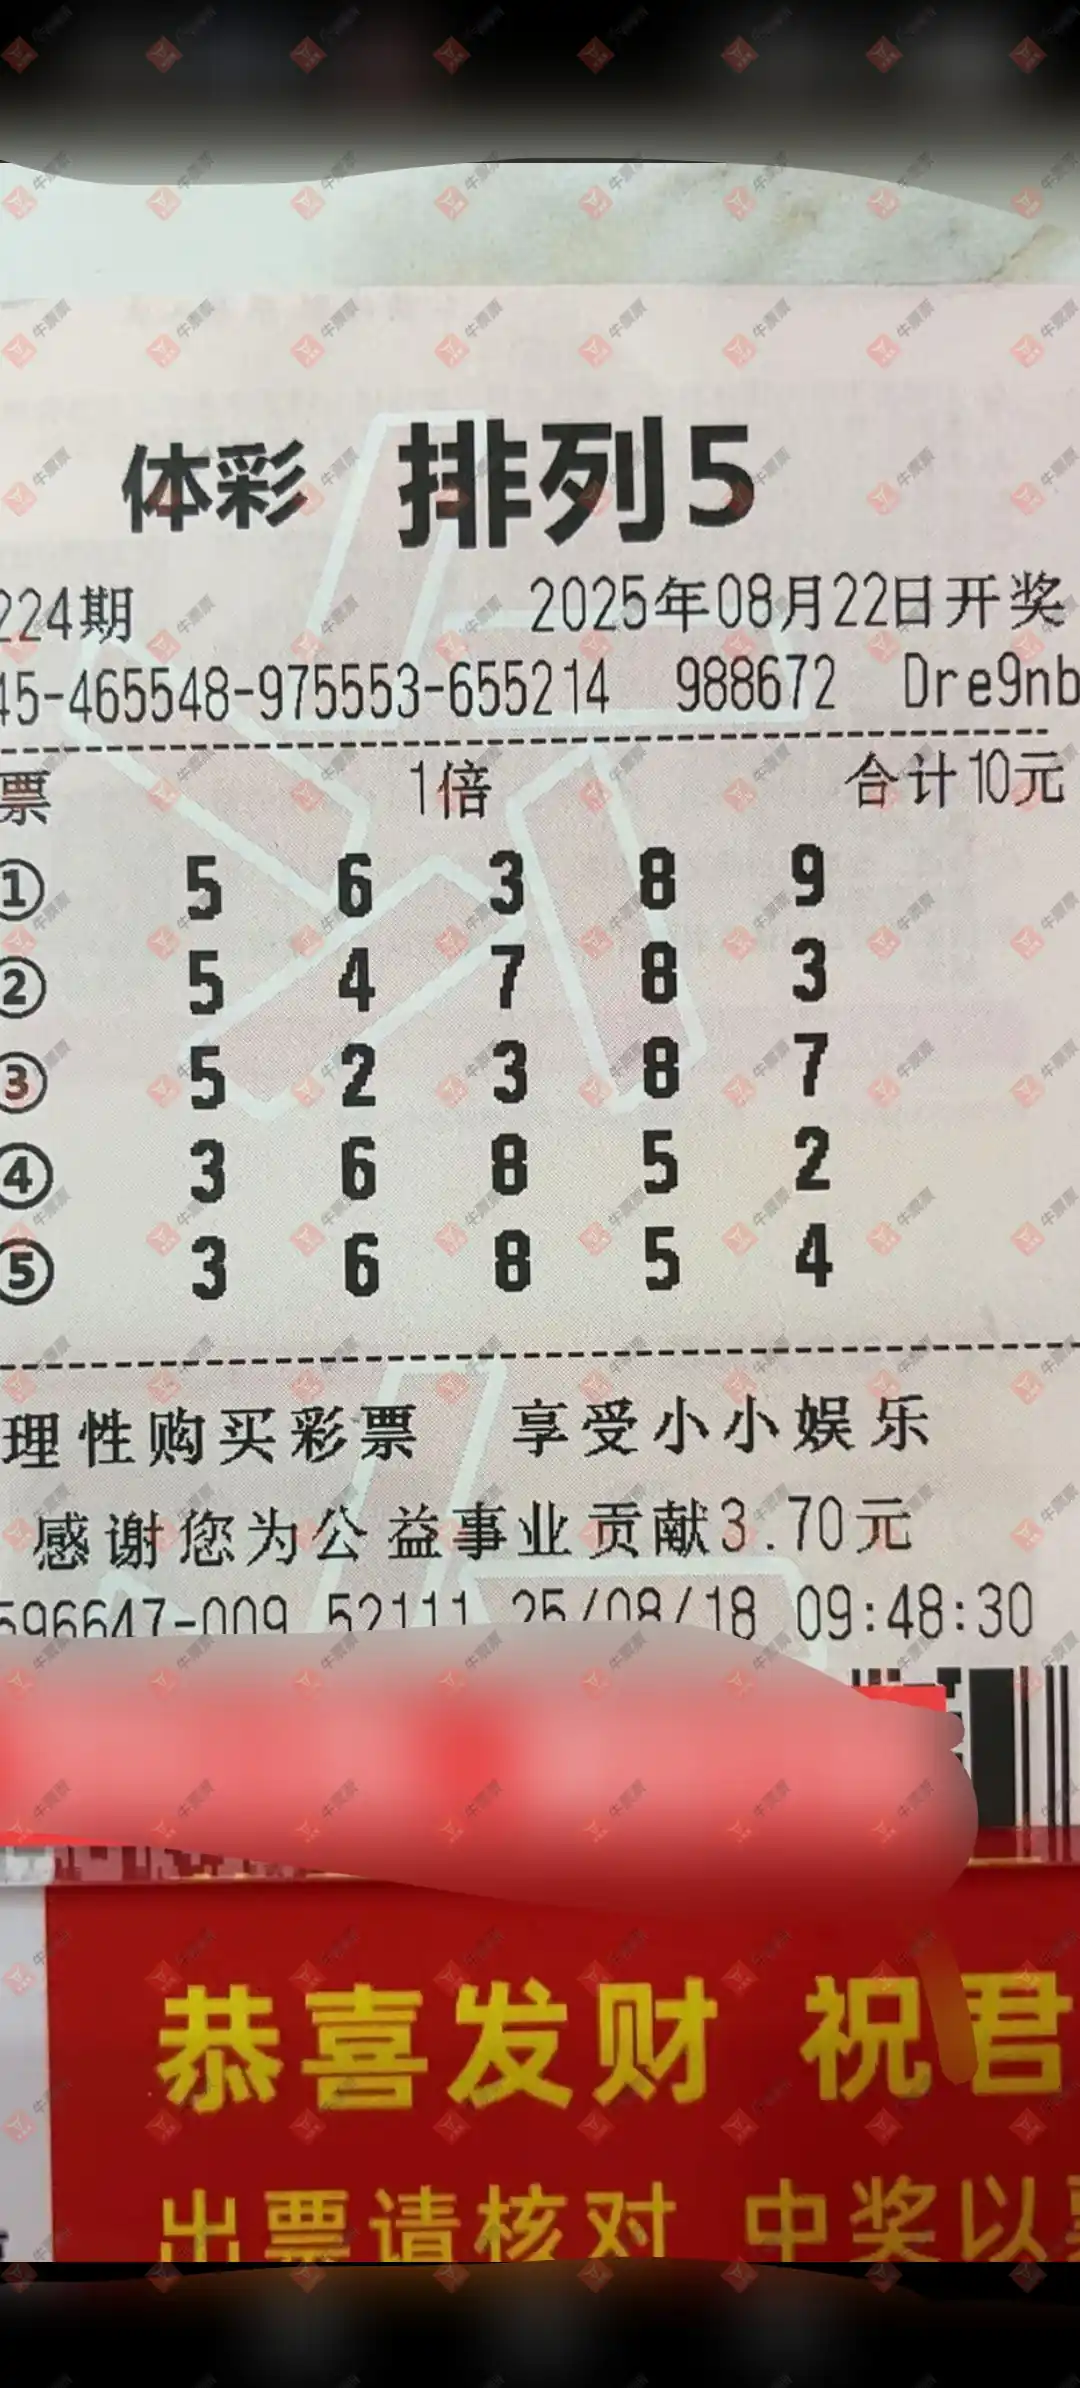 体彩 排列5
224期 2025年08月22日开奖
45-465548-975553-655214 988672 Dre9nb
票 1倍 合计10元
① 5 6 3 8 9
② 5 4 7 8 3
③ 5 2 3 8 7
④ 3 6 8 5 2
⑤ 3 6 8 5 4
理性购买彩票 享受小小娱乐
感谢您为公益事业贡献3.70元
596647-009 52111 25/08/18 09:48:30
恭喜发财 祝君
出票请核对 中奖以票
牛票票